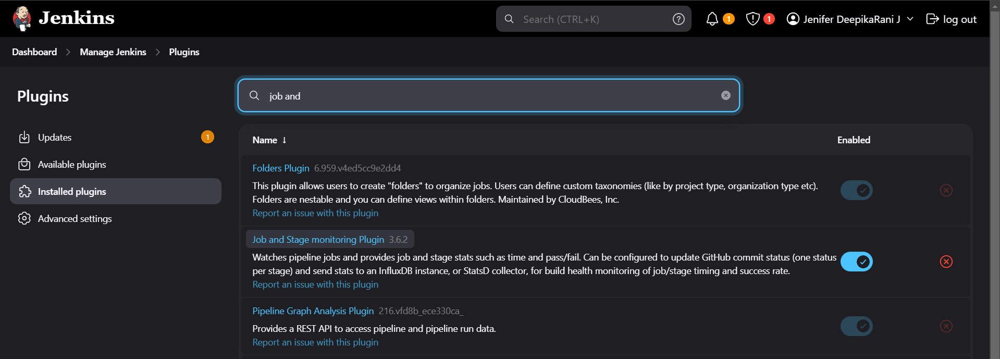 Jenkins
Search (CTRL+K)
1
1
Jenifer DeepikaRani J
log out
Dashboard
Manage Jenkins
Plugins
Plugins
Updates
1
Available plugins
Installed plugins
Advanced settings
job and
Name ↓
Enabled
Folders Plugin 6.959.v4ed5cc9e2dd4
This plugin allows users to create "folders" to organize jobs. Users can define custom taxonomies (like by project type, organization type etc).
Folders are nestable and you can define views within folders. Maintained by CloudBees, Inc.
Report an issue with this plugin
Job and Stage monitoring Plugin 3.6.2
Watches pipeline jobs and provides job and stage stats such as time and pass/fail. Can be configured to update GitHub commit status (one status
per stage) and send stats to an InfluxDB instance, or StatsD collector, for build health monitoring of job/stage timing and success rate.
Report an issue with this plugin
Pipeline Graph Analysis Plugin 216.vfd8b_ece330ca_
Provides a REST API to access pipeline and pipeline run data.
Report an issue with this plugin